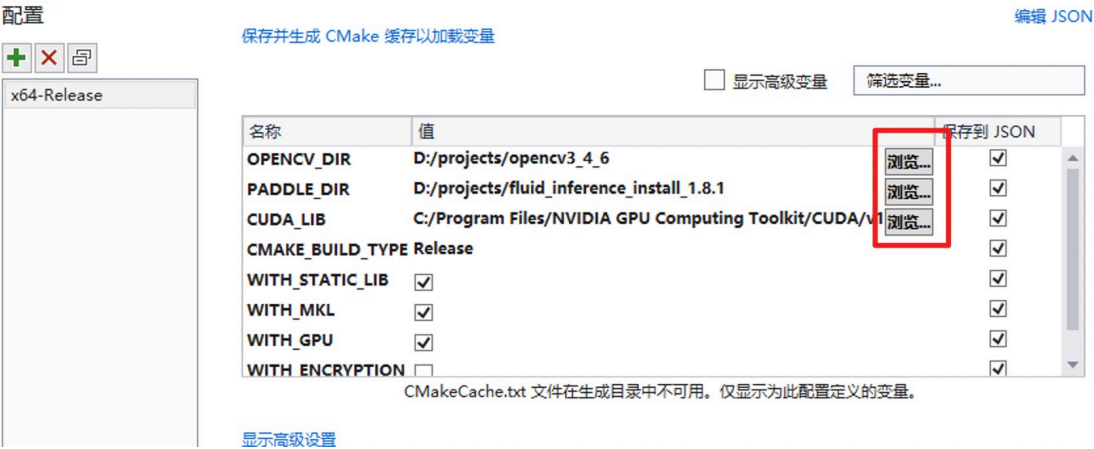 配置
编辑 JSON
保存并生成 CMake 缓存以加载变量
显示高级变量
筛选变量...
x64-Release
名称 值 保存到 JSON
OPENCV_DIR D:/projects/opencv3_4_6 浏览...
PADDLE_DIR D:/projects/fluid_inference_install_1.8.1 浏览...
CUDA_LIB C:/Program Files/NVIDIA GPU Computing Toolkit/CUDA/v1 浏览...
CMAKE_BUILD_TYPE Release
WITH_STATIC_LIB
WITH_MKL
WITH_GPU
WITH_ENCRYPTION
CMakeCache.txt 文件在生成目录中不可用。仅显示为此配置定义的变量。
显示高级设置